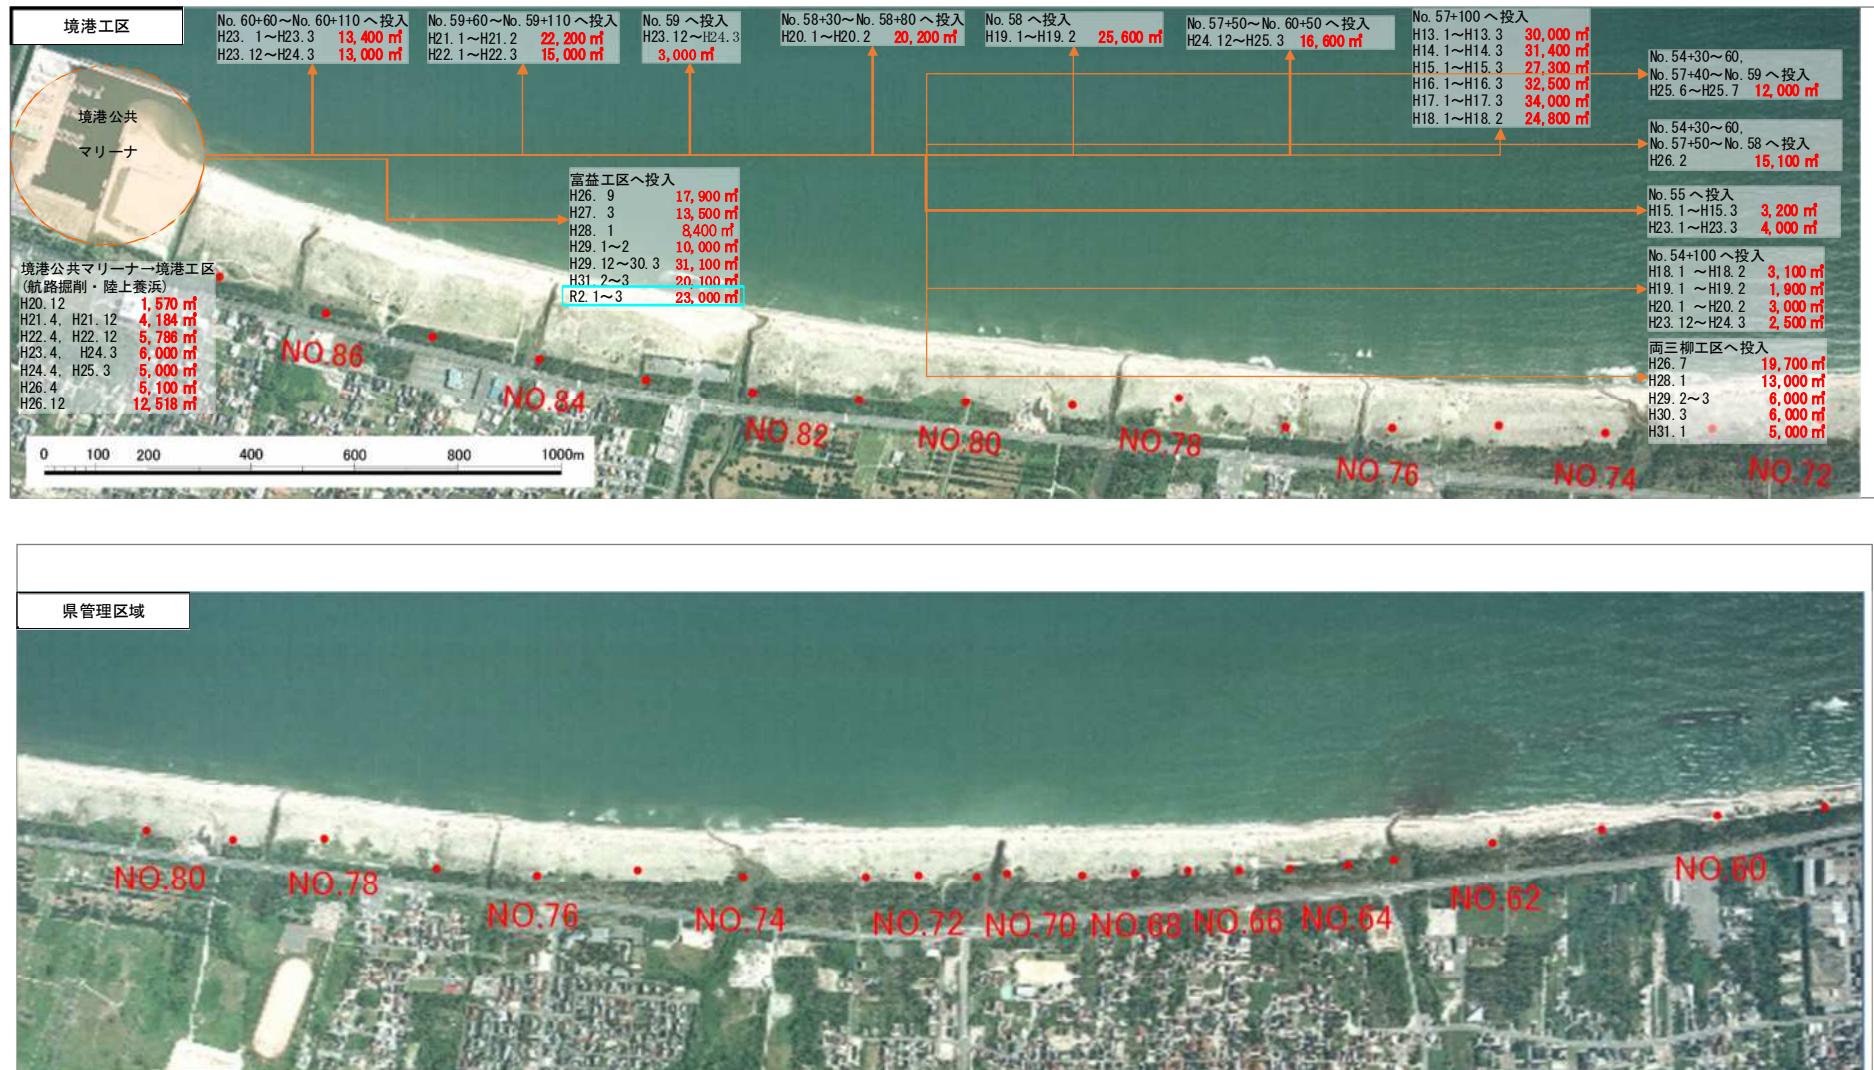 境港工区
No. 60+60～No. 60+110 へ投入
H23. 1～H23.3 13,400 ㎥
H23.12～H24.3 13,000 ㎥
No. 59+60～No. 59+110 へ投入
H21.1～H21.2 22,200 ㎥
H22.1～H22.3 15,000 ㎥
No. 59 へ投入
H23.12～H24.3
3,000 ㎥
No. 58+30～No. 58+80 へ投入
H20.1～H20.2 20,200 ㎥
No. 58 へ投入
H19.1～H19.2 25,600 ㎥
No. 57+50～No. 60+50 へ投入
H24.12～H25.3 16,600 ㎥
No. 57+100 へ投入
H13.1～H13.3 30,000 ㎥
H14.1～H14.3 31,400 ㎥
H15.1～H15.3 27,300 ㎥
H16.1～H16.3 32,500 ㎥
H17.1～H17.3 34,000 ㎥
H18.1～H18.2 24,800 ㎥
No. 54+30～60,
No. 57+40～No. 59 へ投入
H25.6～H25.7 12,000 ㎥
No. 54+30～60,
No. 57+50～No. 58 へ投入
H26.2 15,100 ㎥
No. 55 へ投入
H15.1～H15.3 3,200 ㎥
H23.1～H23.3 4,000 ㎥
No. 54+100 へ投入
H18.1 ～H18.2 3,100 ㎥
H19.1 ～H19.2 1,900 ㎥
H20.1 ～H20.2 3,000 ㎥
H23.12～H24.3 2,500 ㎥
両三柳工区へ投入
H26.7 19,700 ㎥
H28.1 13,000 ㎥
H29.2～3 6,000 ㎥
H30.3 6,000 ㎥
H31.1 5,000 ㎥
境港公共
マリーナ
富益工区へ投入
H26. 9 17,900 ㎥
H27. 3 13,500 ㎥
H28. 1 8,400 ㎥
H29.1～2 10,000 ㎥
H29.12～30.3 31,100 ㎥
H31.2～3 20,100 ㎥
R2.1～3 23,000 ㎥
境港公共マリーナ→境港工区
(航路掘削・陸上養浜)
H20.12 1,570 ㎥
H21.4, H21.12 4,184 ㎥
H22.4, H22.12 5,786 ㎥
H23.4, H24.3 6,000 ㎥
H24.4, H25.3 5,000 ㎥
H26.4 5,100 ㎥
H26.12 12,518 ㎥
NO.86
NO.84
NO.82
NO.80
NO.78
NO.76
NO.74
NO.72
0 100 200 400 600 800 1000m
県管理区域
NO.80
NO.78
NO.76
NO.74
NO.72
NO.70
NO.68
NO.66
NO.64
NO.62
NO.60